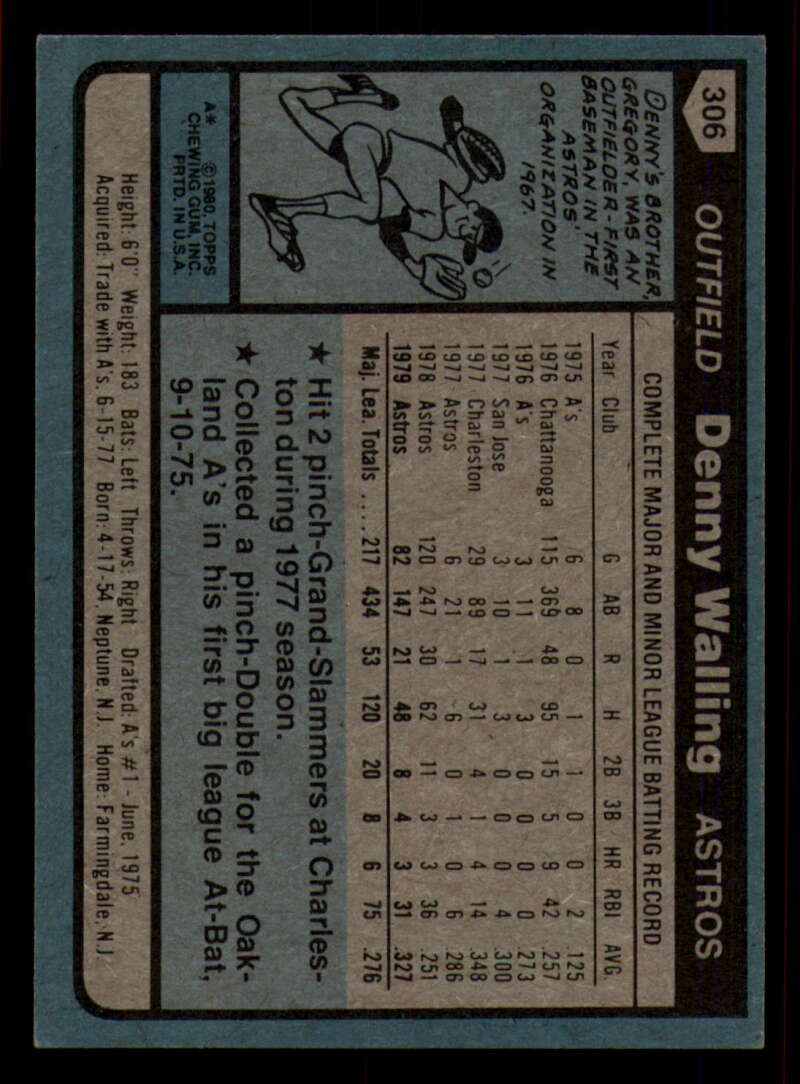 306 OUTFIELD Denny Walling ASTROS
DENNY'S BROTHER,
GREGORY, WAS AN
OUTFIELDER-FIRST
BASEMAN IN THE
ASTROS'
ORGANIZATION IN
1967.
A* ©1980, TOPPS
CHEWING GUM, INC.
PRTD. IN U.S.A.
COMPLETE MAJOR AND MINOR LEAGUE BATTING RECORD
Year Club G AB R H 2B 3B HR RBI AVG.
1975 A's 6 8 0 1 1 0 0 2 .125
1976 Chattanooga 115 369 48 95 15 5 9 42 .257
1976 A's 3 11 1 3 0 0 0 0 .273
1977 San Jose 3 10 1 3 0 0 0 4 .300
1977 Charleston 29 89 17 31 4 1 4 14 .348
1977 Astros 6 21 1 6 0 1 0 6 .286
1978 Astros 120 247 30 62 11 3 3 36 .251
1979 Astros 82 147 21 48 8 4 3 31 .327
Maj. Lea. Totals .... 217 434 53 120 20 8 6 75 .276
★ Hit 2 pinch-Grand-Slammers at Charles-
ton during 1977 season.
★ Collected a pinch-Double for the Oak-
land A's in his first big league At-Bat,
9-10-75.
Height: 6'0" Weight: 183 Bats: Left Throws: Right Drafted: A's #1 - June, 1975
Acquired: Trade with A's, 6-15-77 Born: 4-17-54, Neptune, N.J. Home: Farmingdale, N.J.